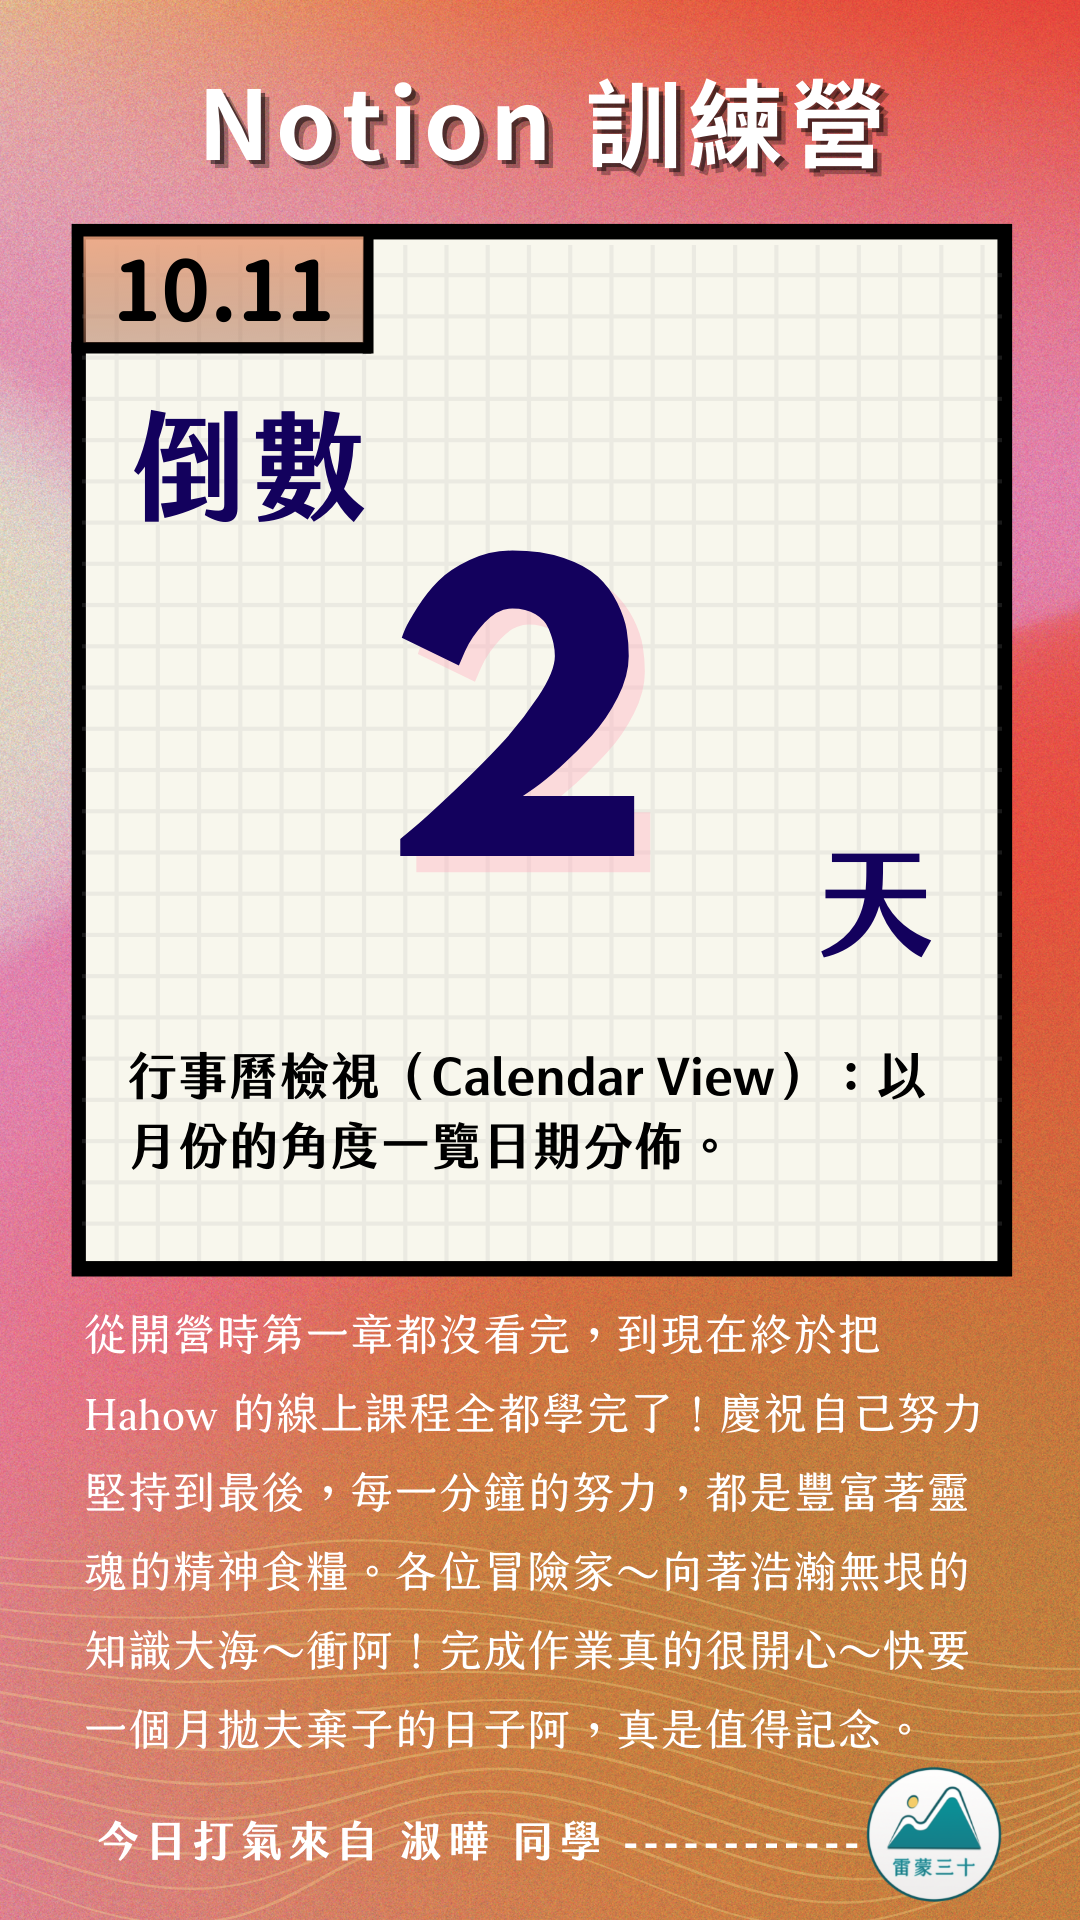 Notion 訓練營
10.11
倒數
2
天
行事曆檢視（Calendar View）：以
月份的角度一覽日期分佈。
從開營時第一章都沒看完，到現在終於把
Hahow 的線上課程全都學完了！慶祝自己努力
堅持到最後，每一分鐘的努力，都是豐富著靈
魂的精神食糧。各位冒險家～向著浩瀚無垠的
知識大海～衝阿！完成作業真的很開心～快要
一個月拋夫棄子的日子阿，真是值得記念。
今日打氣來自 淑曄 同學 ------------
雷蒙三十